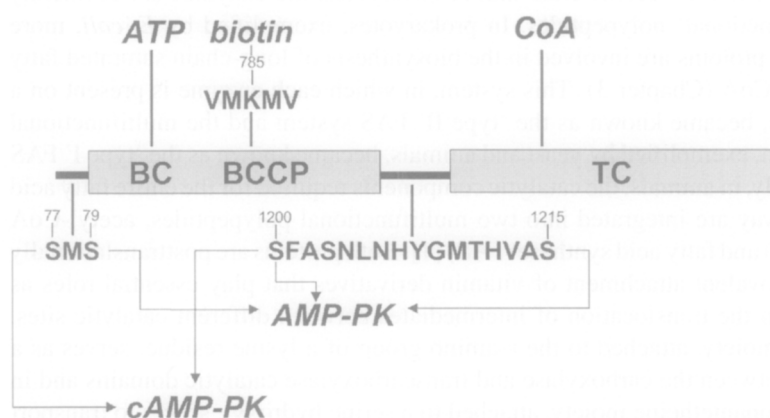 ATP biotin CoA
785
VMKMV
BC BCCP TC
77 79 1200 1215
SMS SFASNLNHYGMTHVAS
AMP-PK
cAMP-PK